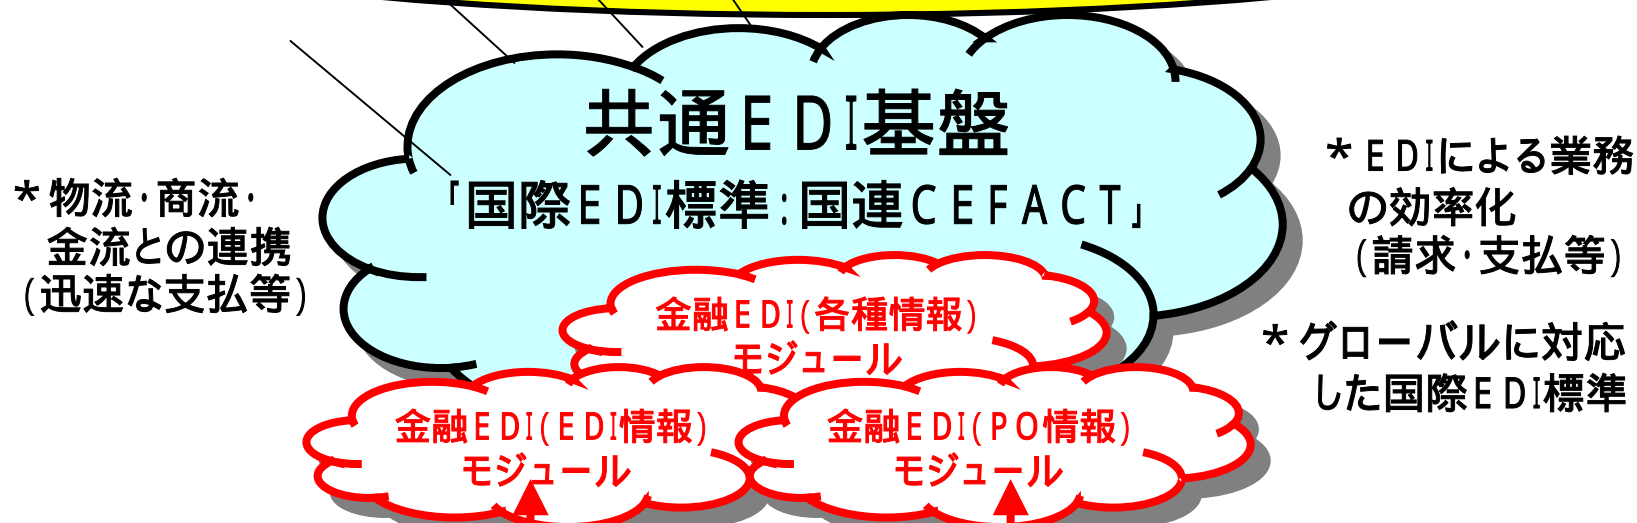 共通EDI基盤
「国際EDI標準:国連CEFACT」
*物流・商流・
金流との連携
(迅速な支払等)
*EDIによる業務
の効率化
(請求・支払等)
*グローバルに対応
した国際EDI標準
金融EDI(各種情報)
モジュール
金融EDI(EDI情報)
モジュール
金融EDI(PO情報)
モジュール